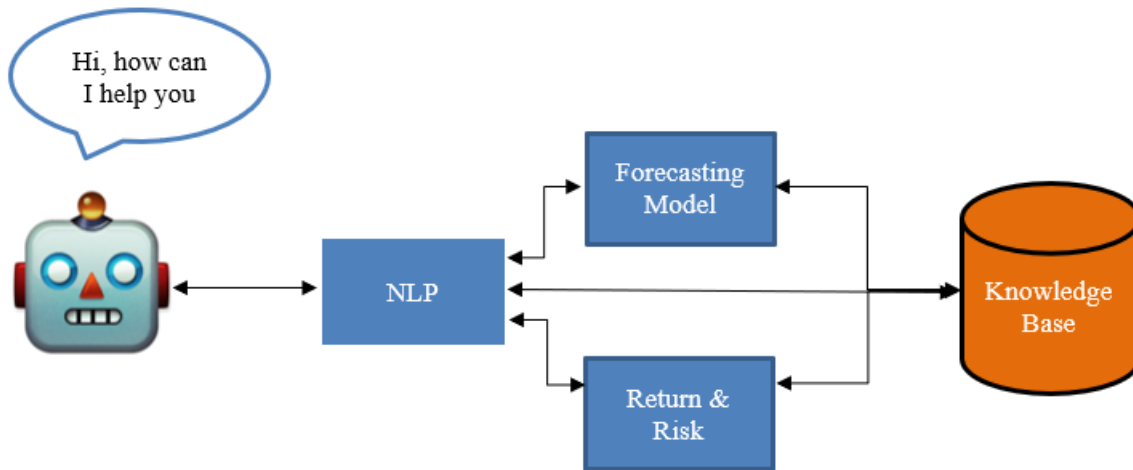 Hi, how can
I help you
Forecasting
Model
NLP
Knowledge
Base
Return &
Risk